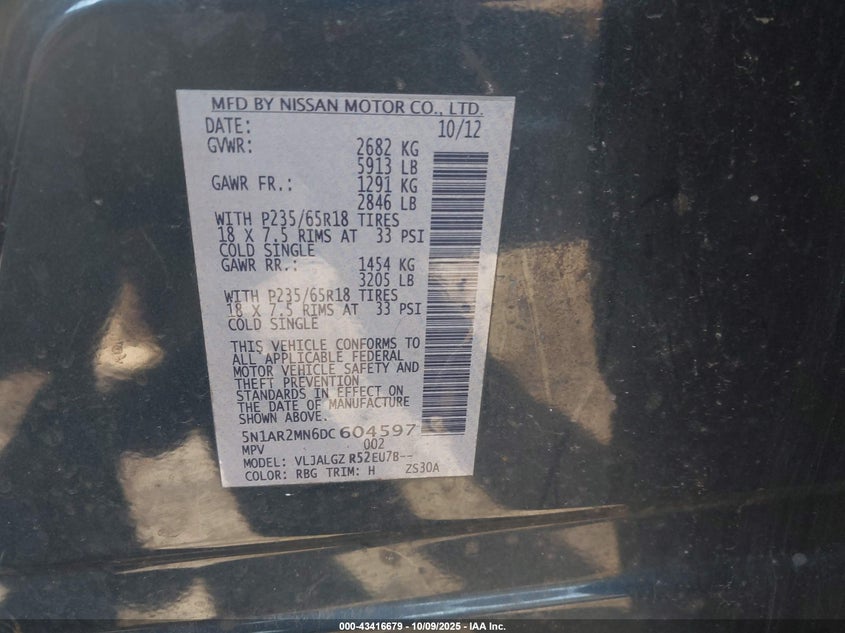 MFD BY NISSAN MOTOR CO., LTD.
DATE: 10/12
GVWR: 2682 KG
5913 LB
GAWR FR.: 1291 KG
2846 LB
WITH P235/65R18 TIRES
18 X 7.5 RIMS AT 33 PSI
COLD SINGLE
GAWR RR.: 1454 KG
3205 LB
WITH P235/65R18 TIRES
18 X 7.5 RIMS AT 33 PSI
COLD SINGLE
THIS VEHICLE CONFORMS TO
ALL APPLICABLE FEDERAL
MOTOR VEHICLE SAFETY AND
THEFT PREVENTION
STANDARDS IN EFFECT ON
THE DATE OF MANUFACTURE
SHOWN ABOVE.
5N1AR2MN6DC604597
MPV 002
MODEL: VLJALGZ R52EU7B--
COLOR: RBG TRIM: H ZS30A
000-43416679 - 10/09/2025 - IAA Inc.